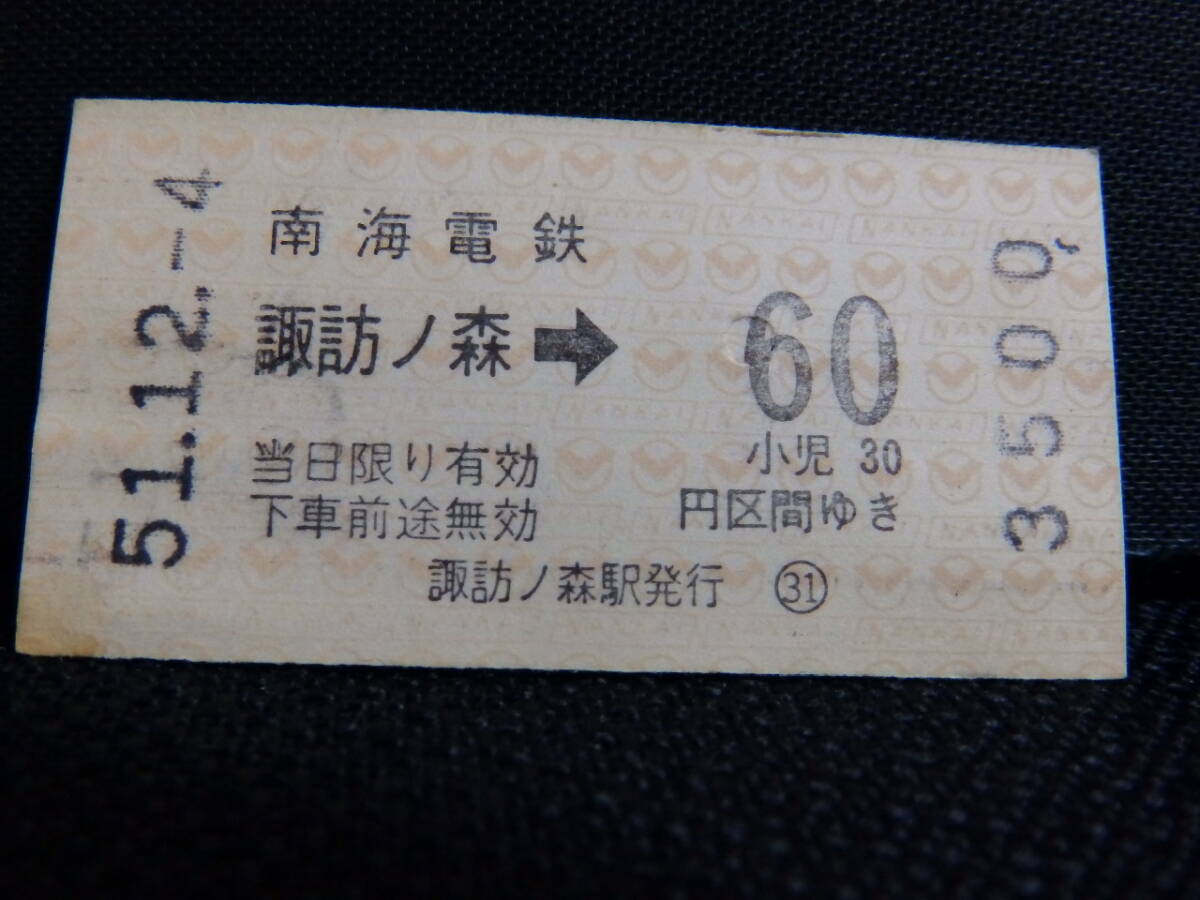 51.12.-4
南海電鉄
諏訪ノ森➡60
小児 30
当日限り有効
円区間ゆき
下車前途無効
諏訪ノ森駅発行 ㉛
3500
NANKAI